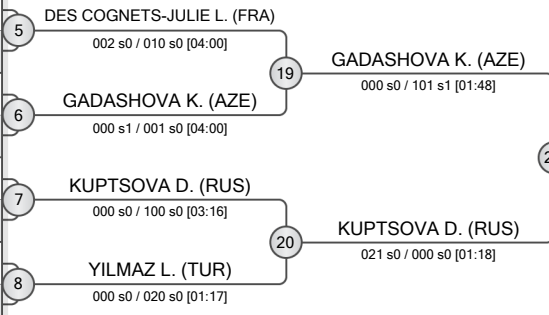 DES COGNETS-JULIE L. (FRA)
5
002 s0 / 010 s0 [04:00]
19
GADASHOVA K. (AZE)
000 s0 / 101 s1 [01:48]
GADASHOVA K. (AZE)
6
000 s1 / 001 s0 [04:00]
KUPTSOVA D. (RUS)
7
000 s0 / 100 s0 [03:16]
20
KUPTSOVA D. (RUS)
021 s0 / 000 s0 [01:18]
YILMAZ L. (TUR)
8
000 s0 / 020 s0 [01:17]